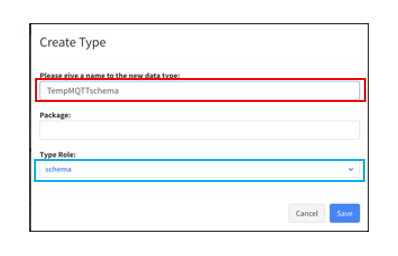 Create Type
Please give a name to the new data type:
TempMQTTschema
Package:
Type Role:
schema
Cancel
Save